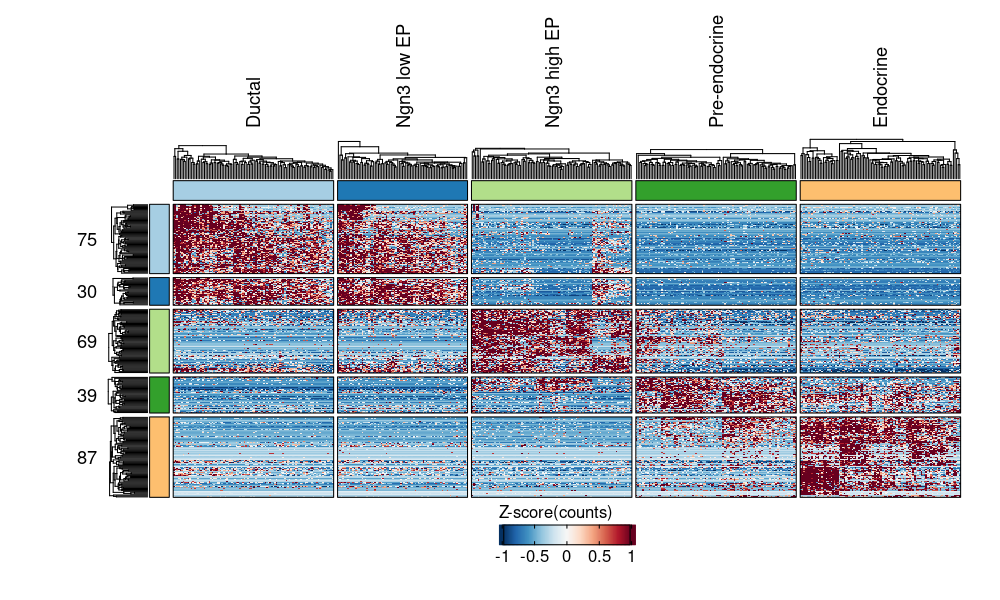 Ductal
Ngn3 low EP
Ngn3 high EP
Pre-endocrine
Endocrine
75
30
69
39
87
Z-score(counts)
-1 -0.5 0 0.5 1